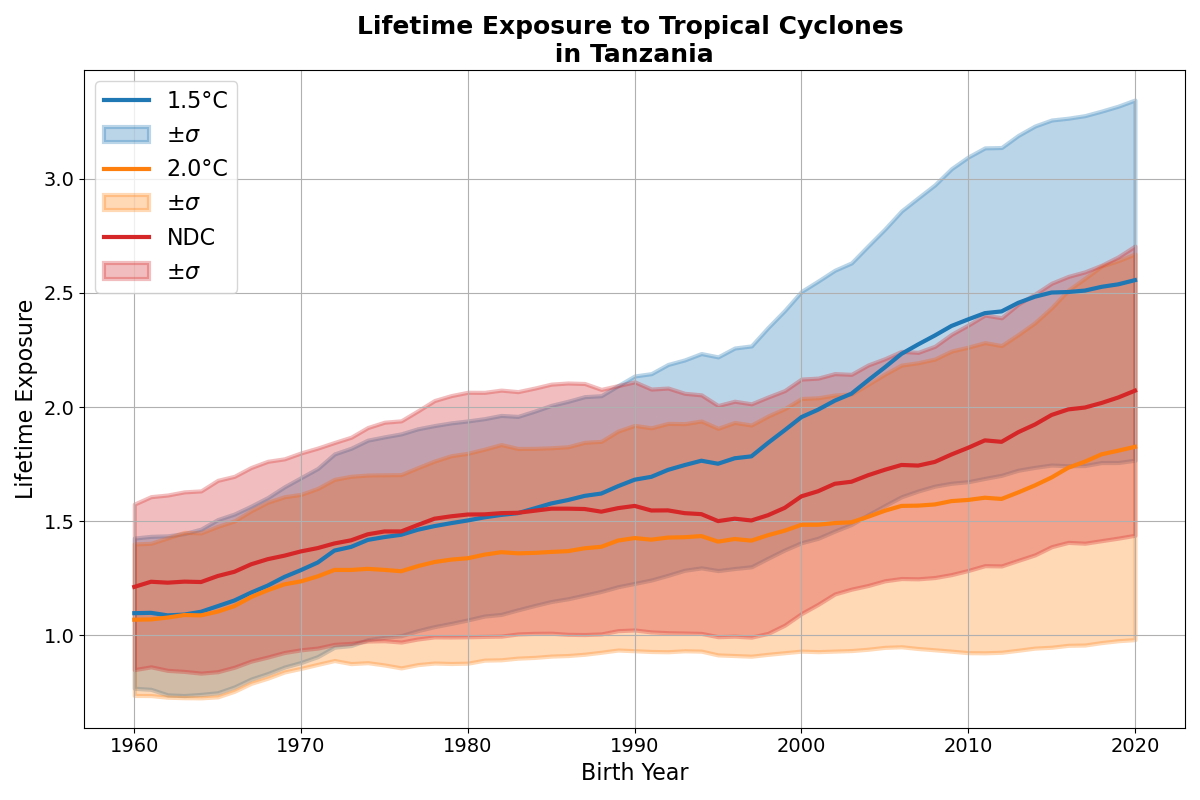 Lifetime Exposure to Tropical Cyclones
in Tanzania
1.5°C
±σ
2.0°C
±σ
NDC
±σ
Lifetime Exposure
3.0
2.5
2.0
1.5
1.0
1960 1970 1980 1990 2000 2010 2020
Birth Year